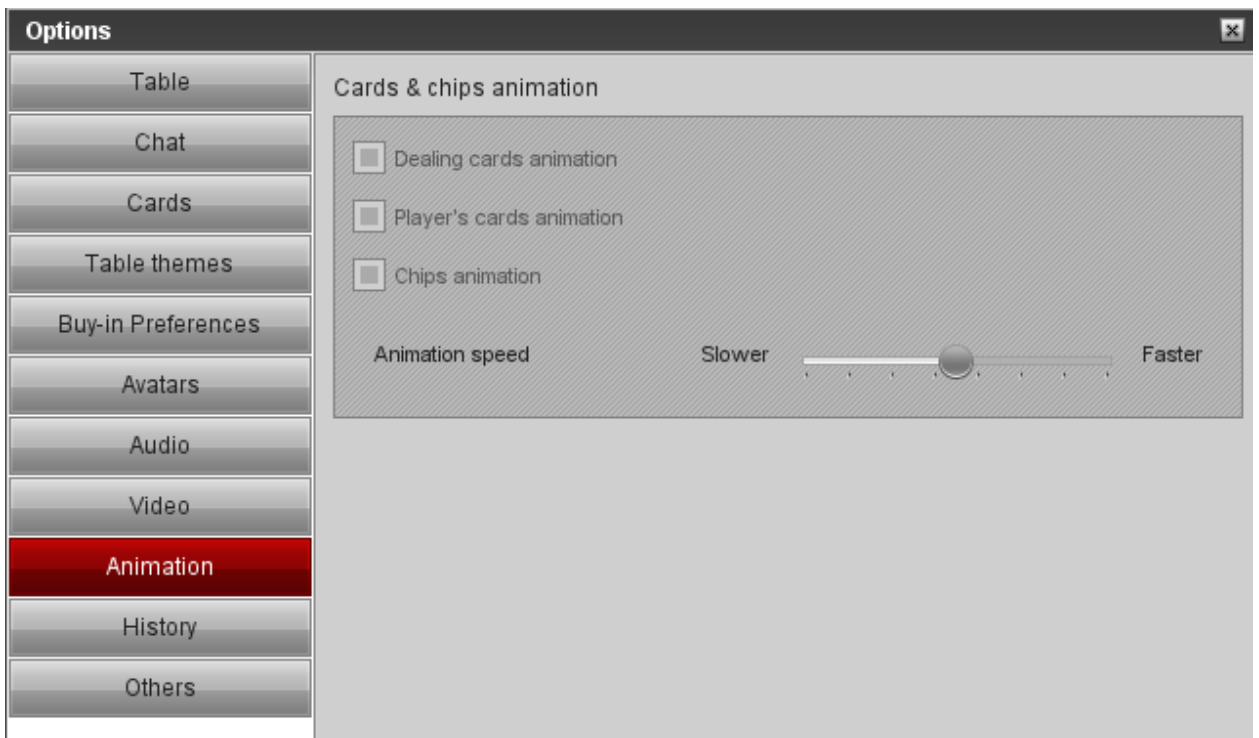 Options
Table
Chat
Cards
Table themes
Buy-in Preferences
Avatars
Audio
Video
Animation
History
Others
Cards & chips animation
Dealing cards animation
Player's cards animation
Chips animation
Animation speed Slower Faster